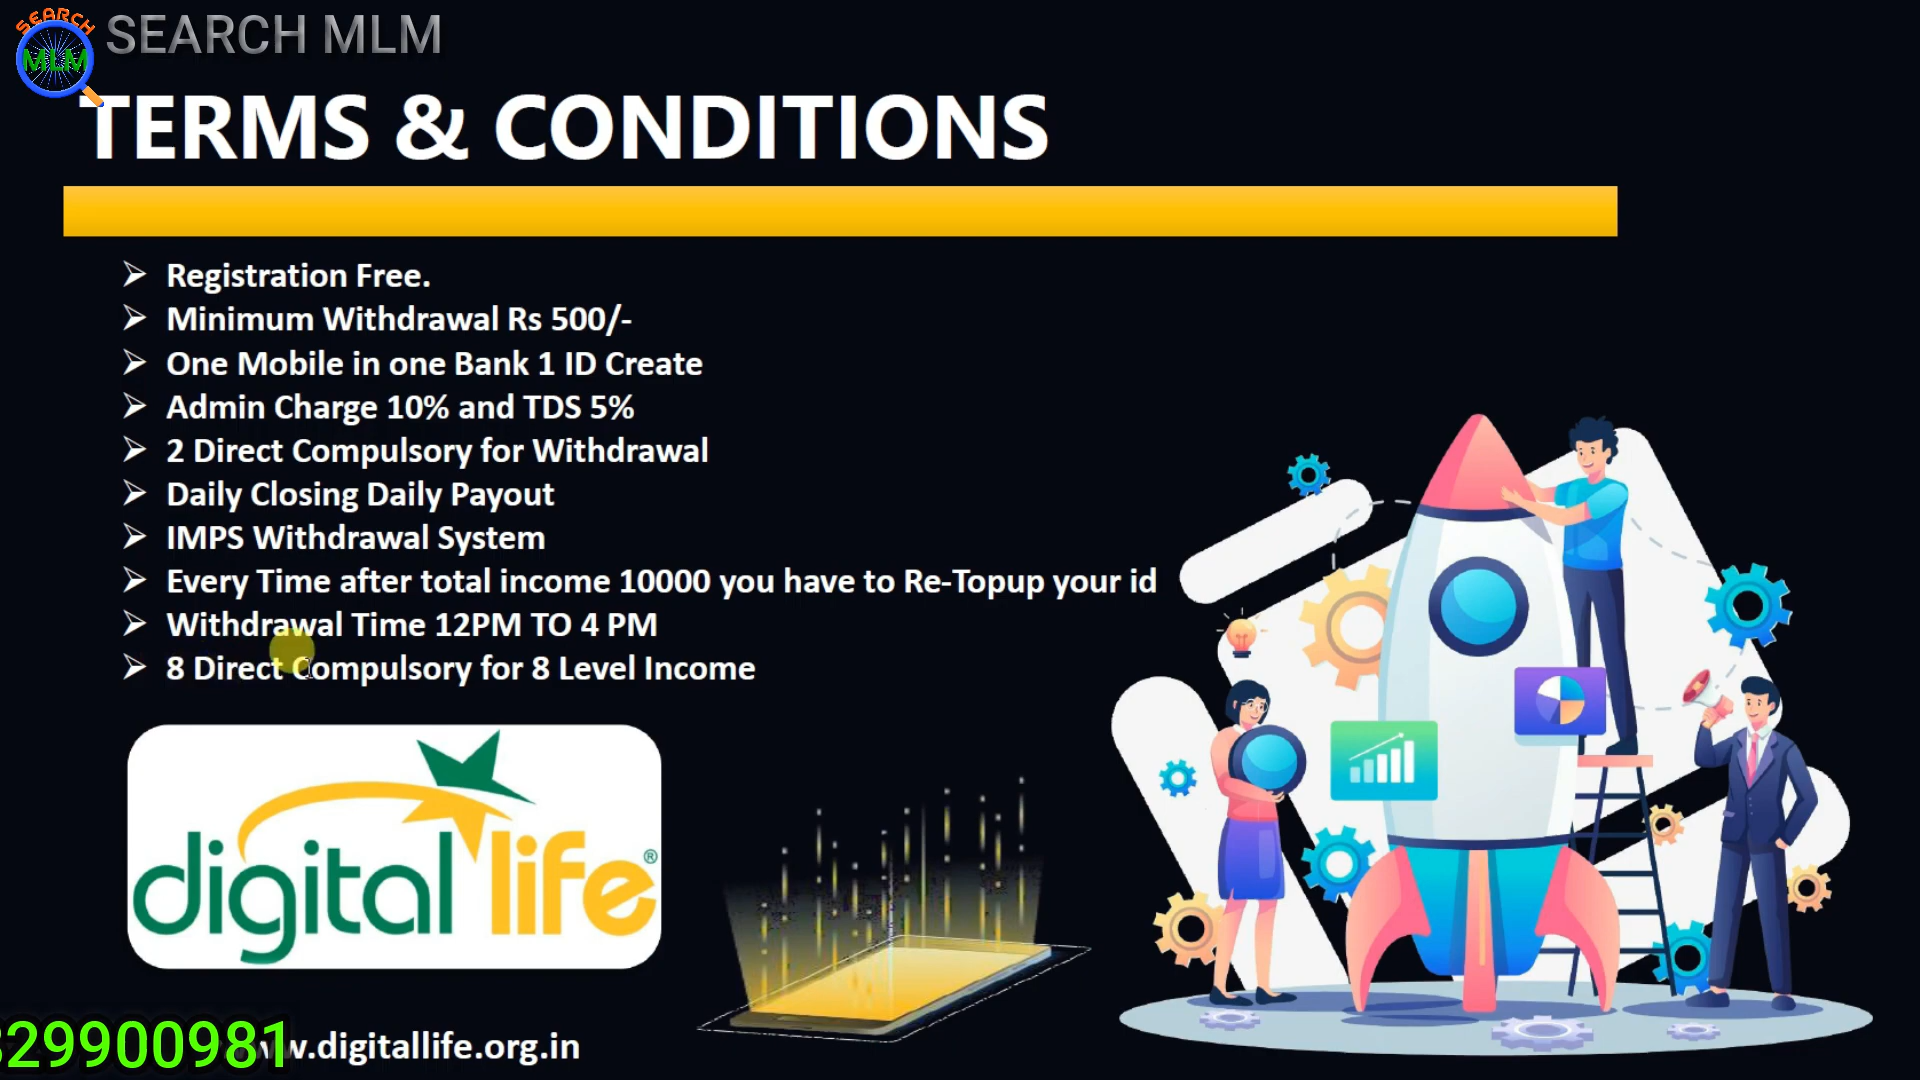 SEARCH
MLM
SEARCH MLM
TERMS & CONDITIONS
Registration Free.
Minimum Withdrawal Rs 500/-
One Mobile in one Bank 1 ID Create
Admin Charge 10% and TDS 5%
2 Direct Compulsory for Withdrawal
Daily Closing Daily Payout
IMPS Withdrawal System
Every Time after total income 10000 you have to Re-Topup your id
Withdrawal Time 12PM TO 4 PM
8 Direct Compulsory for 8 Level Income
digital life®
29900981
www.digitallife.org.in